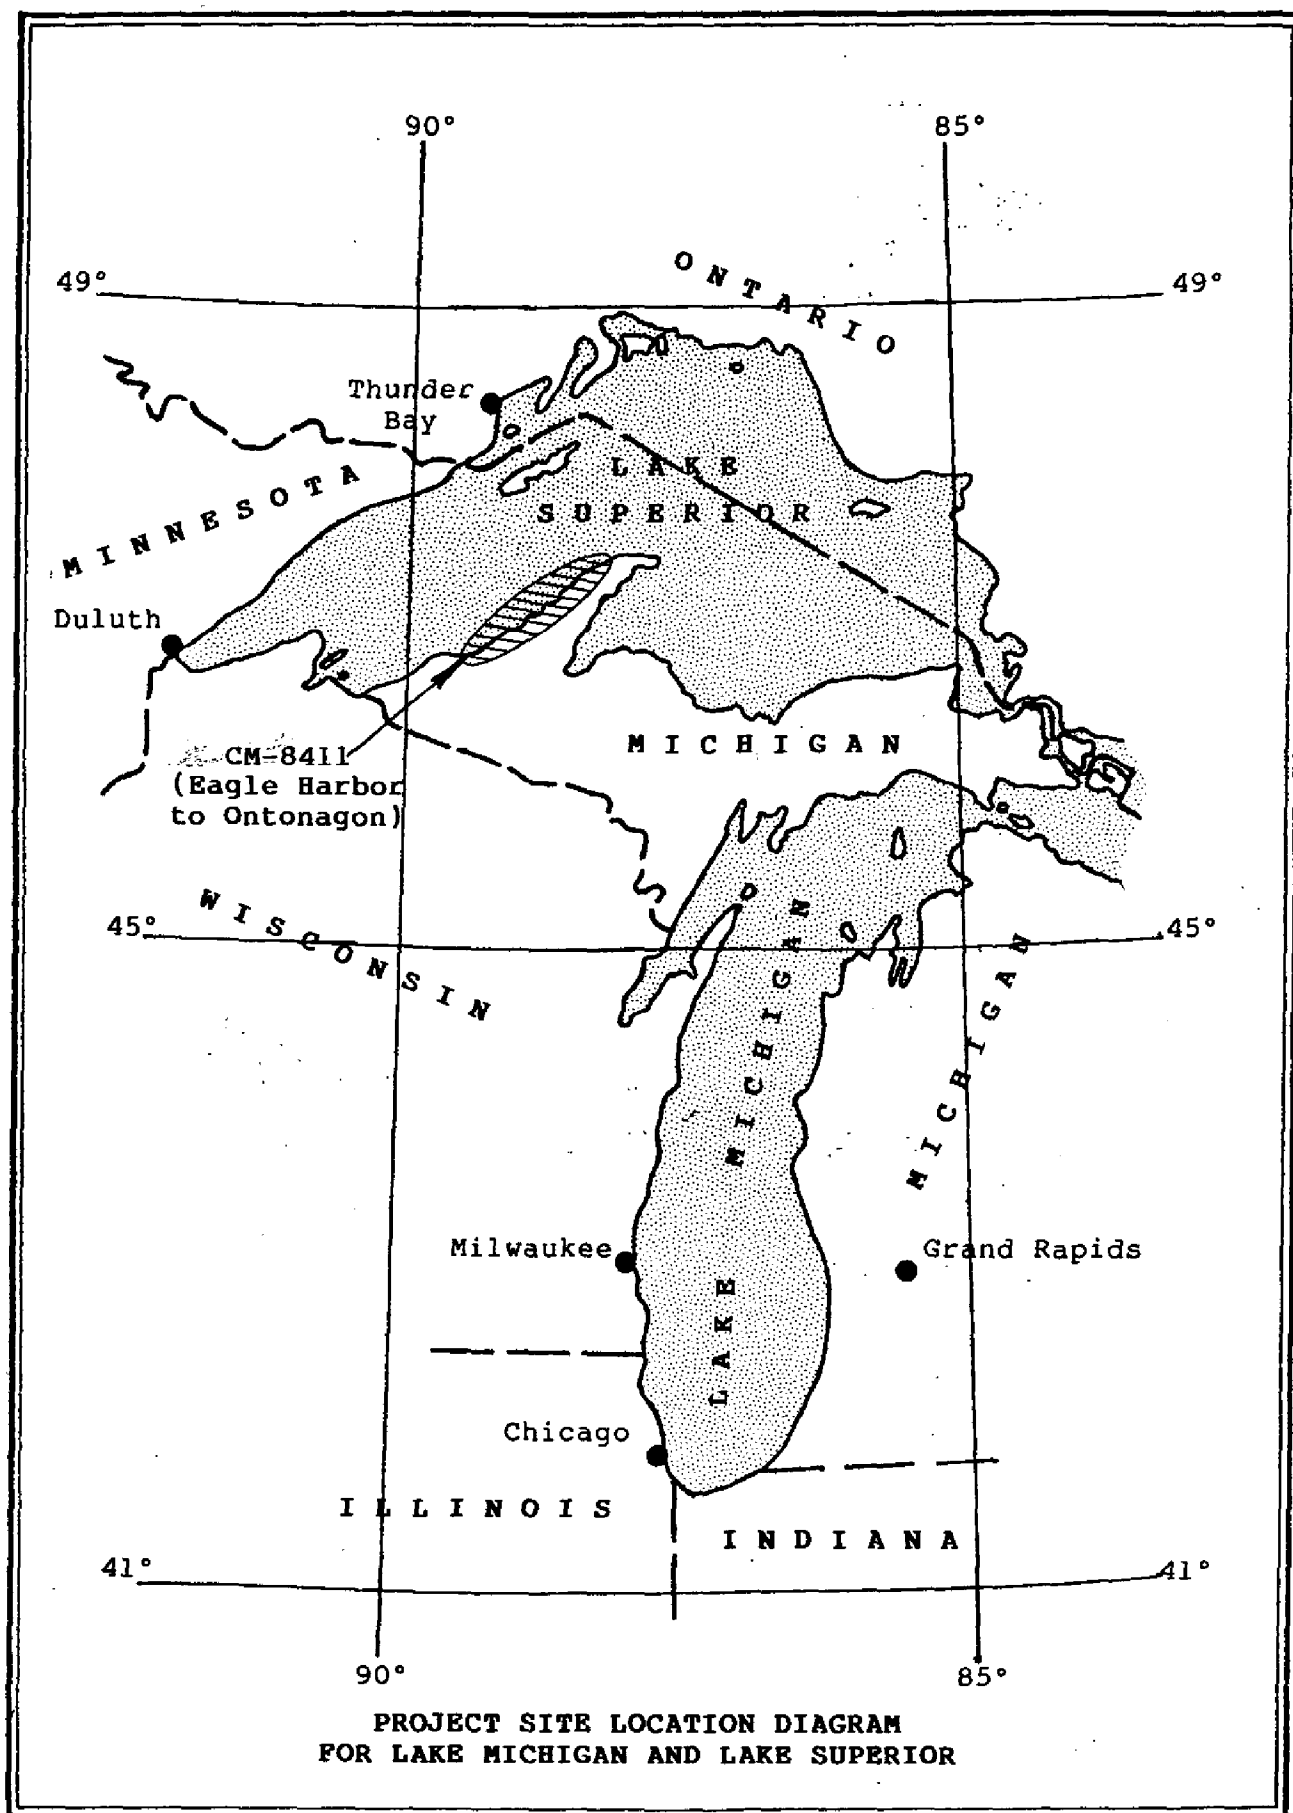 90° 85°
ONTARIO
49° 49°
Thunder
Bay
LAKE
SUPERIOR
MINNESOTA
Duluth
MICHIGAN
CM-8411
(Eagle Harbor
to Ontonagon)
WISCONSIN
45° 45°
LAKE MICHIGAN
MICHIGAN
Milwaukee
Grand Rapids
Chicago
ILLINOIS
INDIANA
41° 41°
90° 85°
PROJECT SITE LOCATION DIAGRAM
FOR LAKE MICHIGAN AND LAKE SUPERIOR